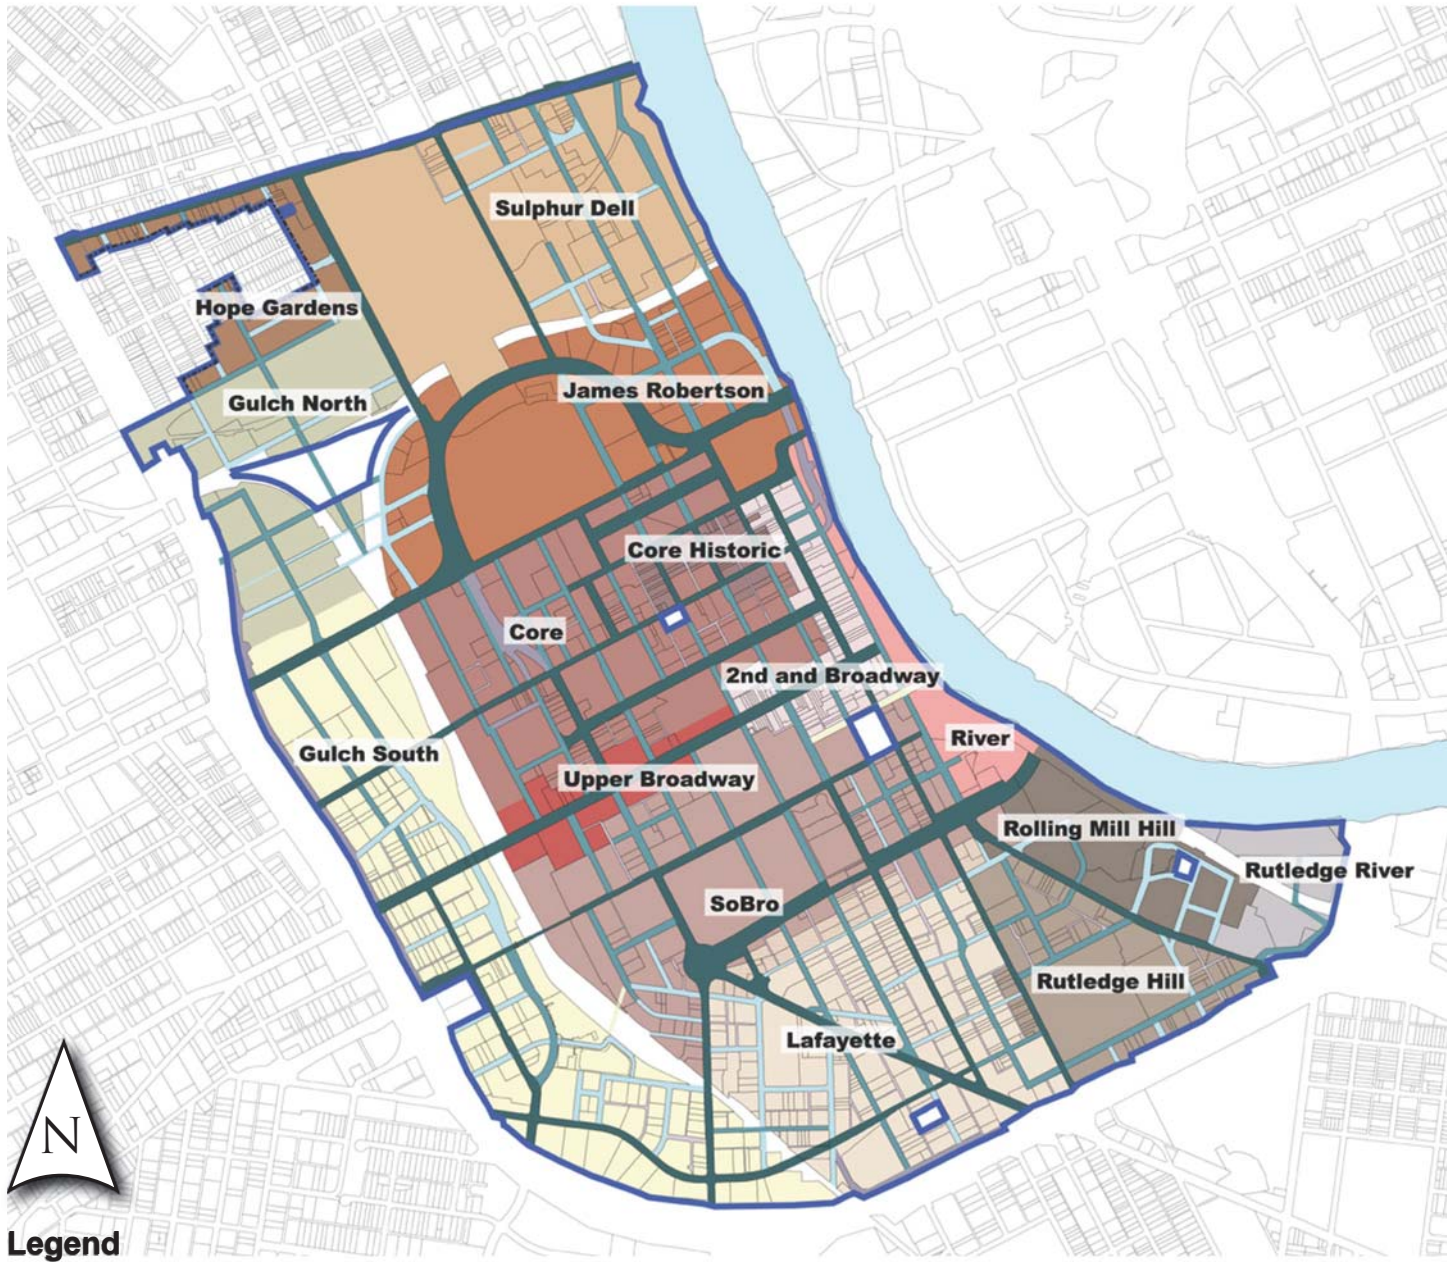 Sulphur Dell
Hope Gardens
James Robertson
Gulch North
Core Historic
Core
2nd and Broadway
River
Gulch South
Upper Broadway
Rolling Mill Hill
Rutledge River
SoBro
Rutledge Hill
Lafayette
N
Legend